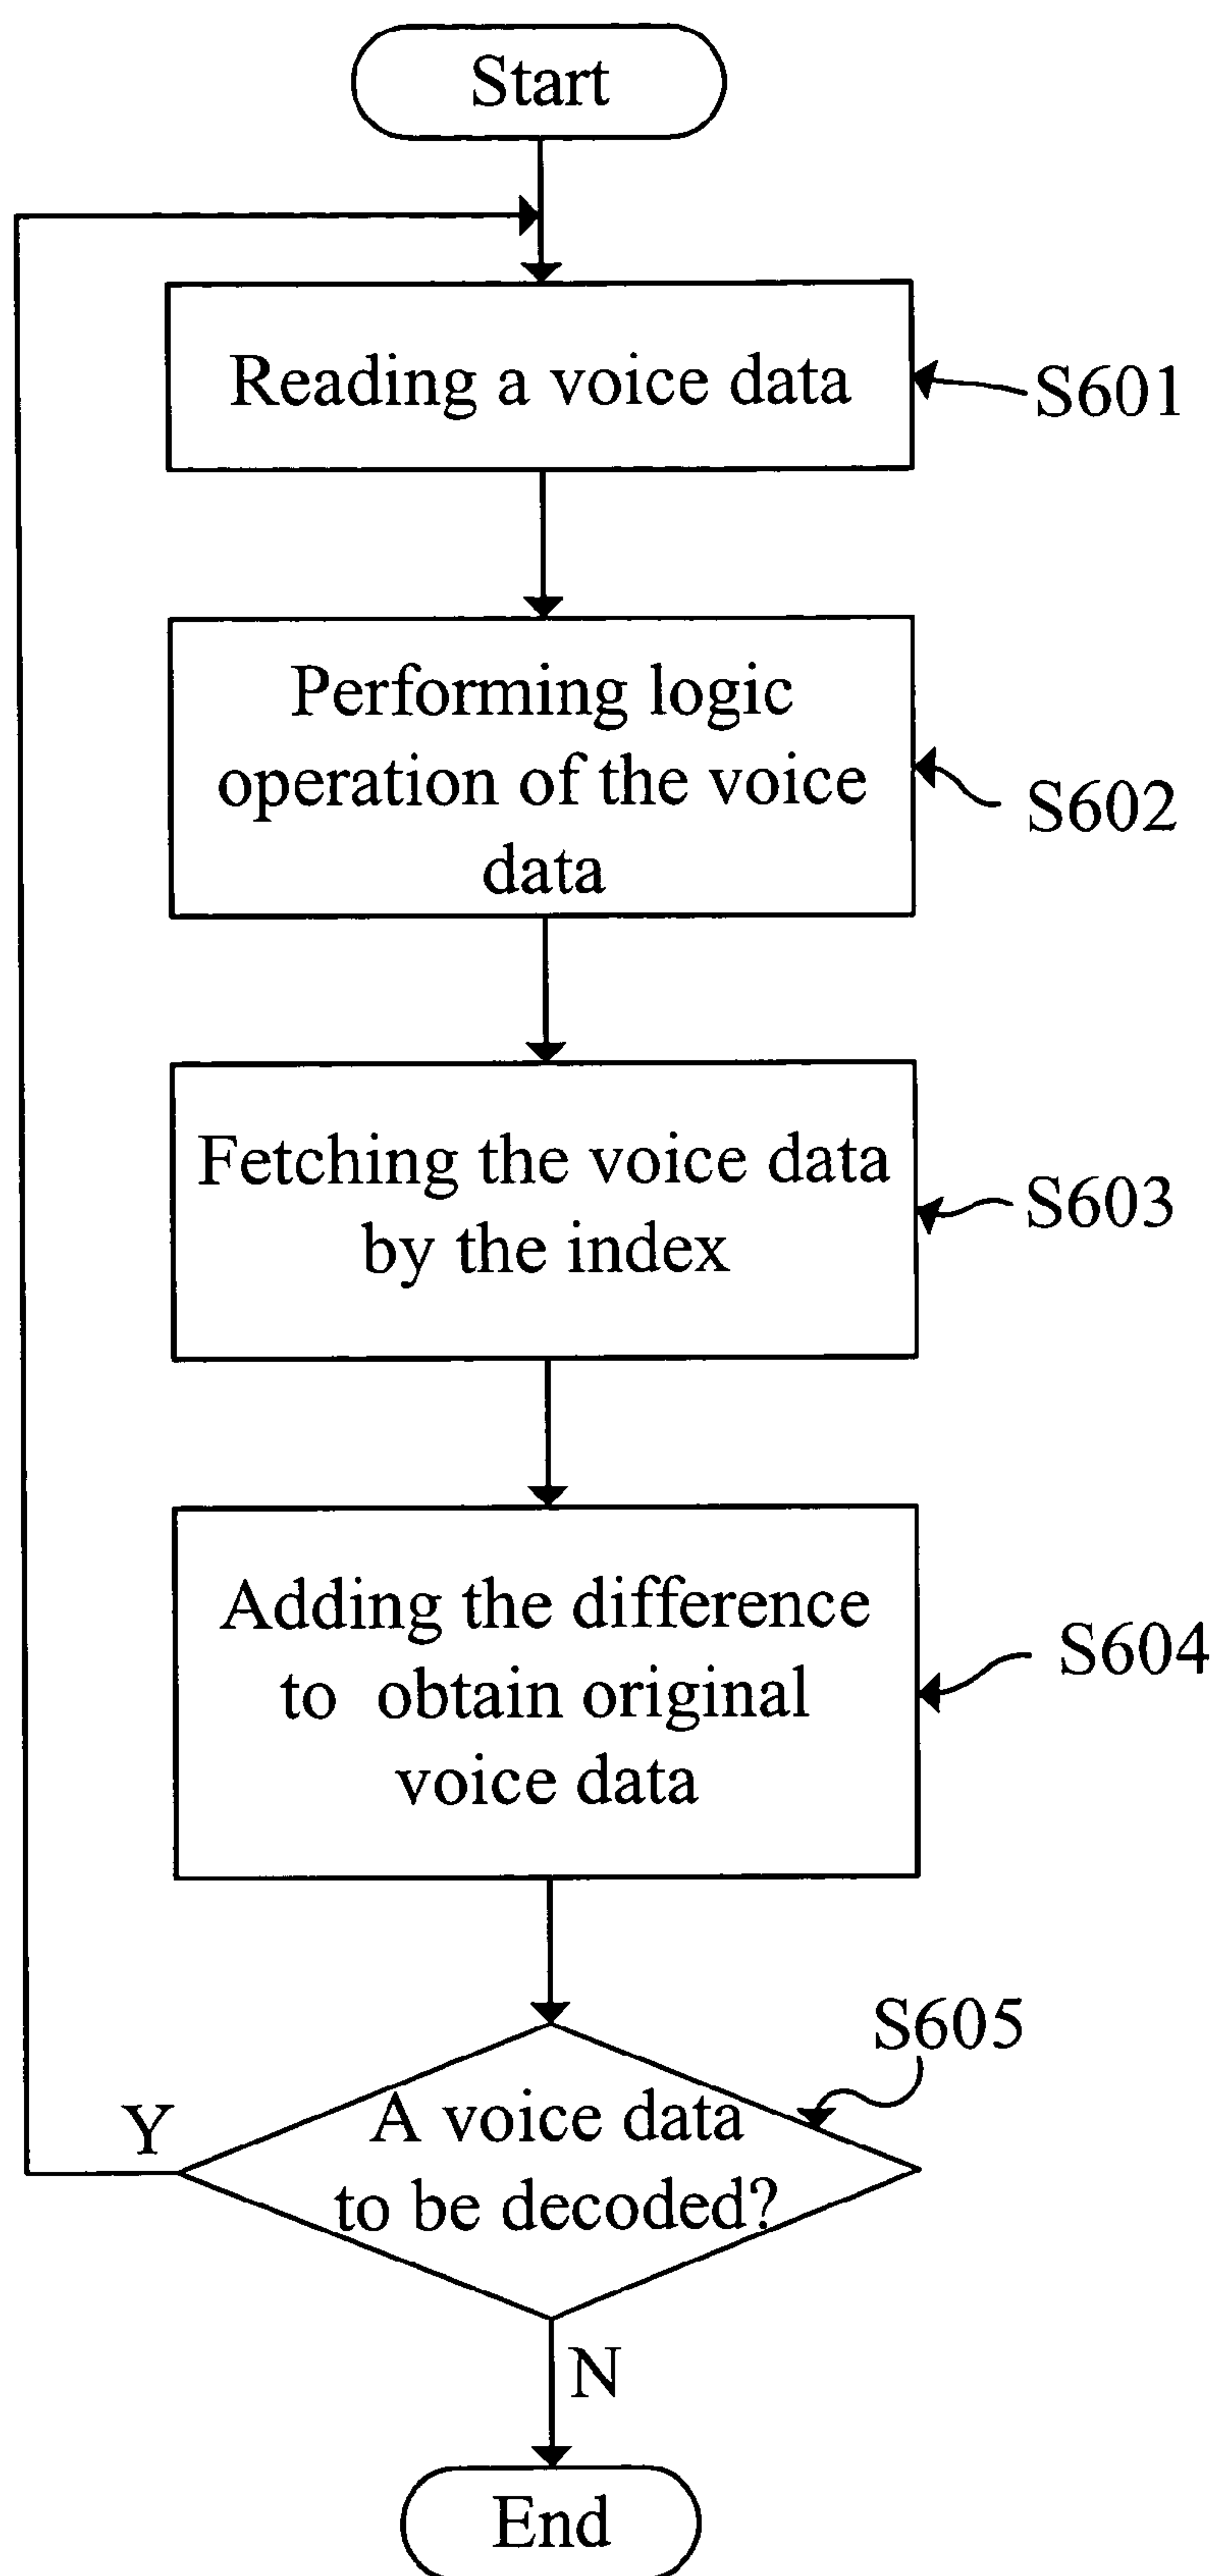 Start
Reading a voice data
S601
Performing logic
operation of the voice
data
S602
Fetching the voice data
by the index
S603
Adding the difference
to obtain original
voice data
S604
S605
A voice data
to be decoded?
Y
N
End